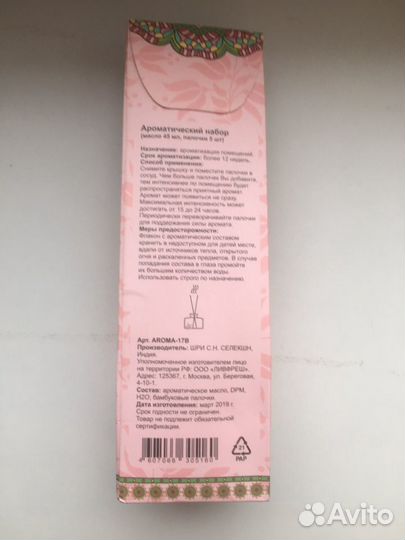 Ароматический набор
(масло 45 мл, палочки 5 шт)
Назначение: ароматизация помещений.
Срок ароматизации: более 12 недель.
Способ применения:
Снимите крышку и поместите палочки в
сосуд. Чем больше палочек Вы добавите,
тем интенсивнее по помещению будет
распространяться приятный аромат.
Аромат может появиться не сразу.
Максимальная интенсивность может
достигать от 15 до 24 часов.
Периодически переворачивайте палочки
для поддержания силы аромата.
Меры предосторожности:
Флакон с ароматическим составом
хранить в недоступном для детей месте,
вдали от источников тепла, открытого
огня и раскаленных предметов. В случае
попадания состава в глаза промойте
их большим количеством воды.
Использовать строго по назначению.
Арт. AROMA-17B
Производитель: ШРИ С.Н. СЕЛЕКШН,
Индия.
Уполномоченное изготовителем лицо
на территории РФ: ООО «ЛИВФРЕШ».
Адрес: 125367, г. Москва, ул. Береговая,
4-10-1.
Состав: ароматическое масло, DPM,
H2O, бамбуковые палочки.
Дата изготовления: март 2018 г.
Срок годности не ограничен.
Товар не подлежит обязательной
сертификации.
4 607086 305160
21
PAP
Avito